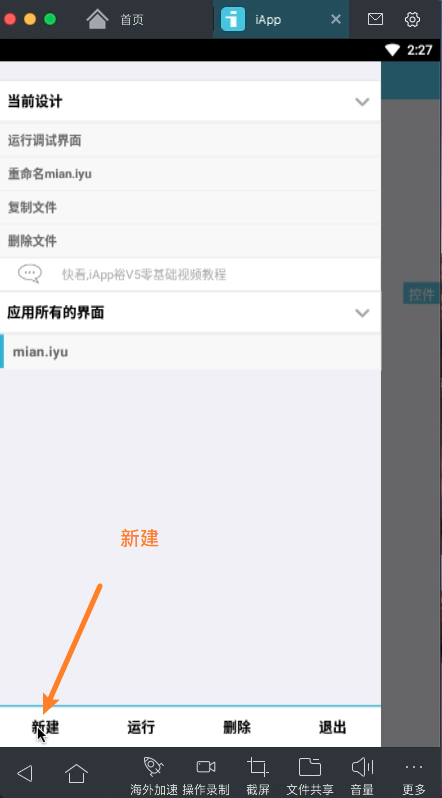 首页
iApp
2:27
当前设计
运行调试界面
重命名mian.iyu
复制文件
删除文件
快看,iApp裕V5零基础视频教程
控件
应用所有的界面
mian.iyu
新建
新建
运行
删除
退出
海外加速
操作录制
截屏
文件共享
音量
更多